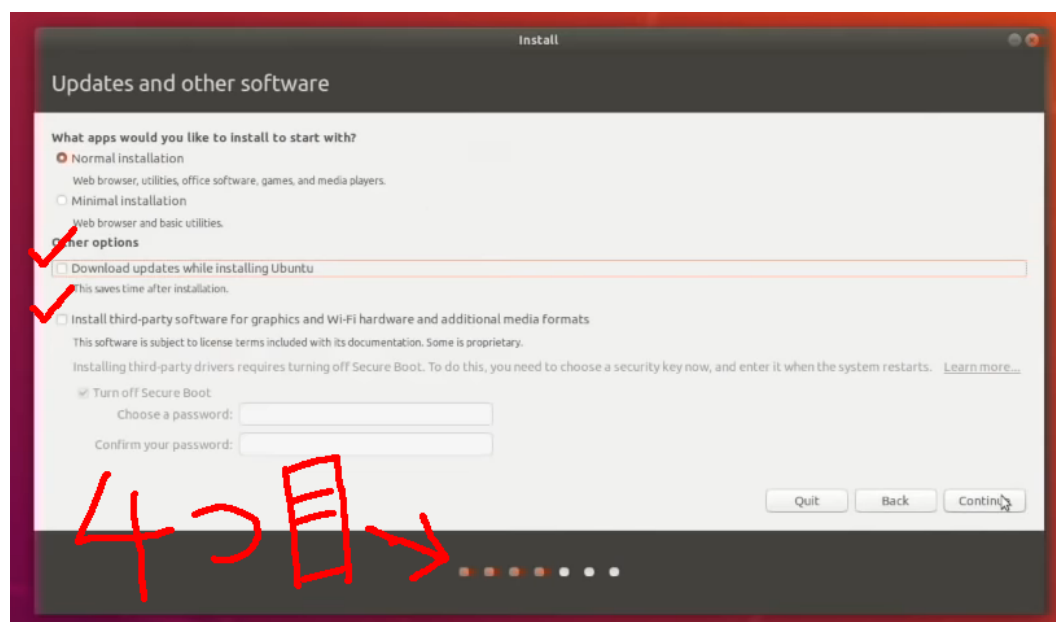 Install
Updates and other software
What apps would you like to install to start with?
Normal installation
Web browser, utilities, office software, games, and media players.
Minimal installation
Web browser and basic utilities.
Other options
Download updates while installing Ubuntu
This saves time after installation.
Install third-party software for graphics and Wi-Fi hardware and additional media formats
This software is subject to license terms included with its documentation. Some is proprietary.
Installing third-party drivers requires turning off Secure Boot. To do this, you need to choose a security key now, and enter it when the system restarts. Learn more...
Turn off Secure Boot
Choose a password:
Confirm your password:
Quit Back Continue
4つ目